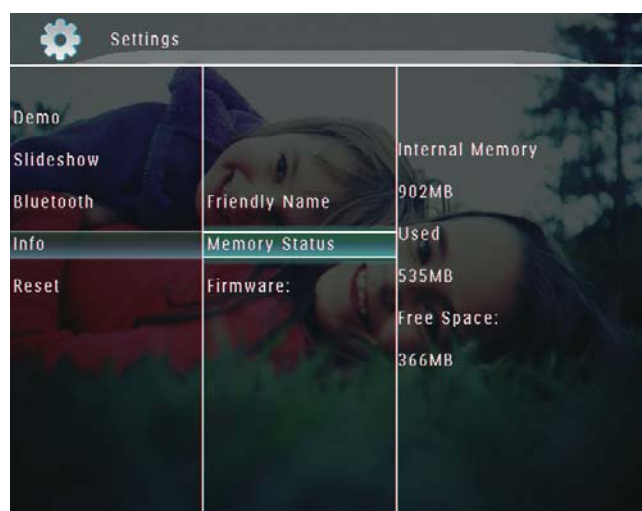 Settings
Demo
Slideshow
Bluetooth
Info
Reset
Friendly Name
Memory Status
Firmware:
Internal Memory
902MB
Used
535MB
Free Space:
366MB